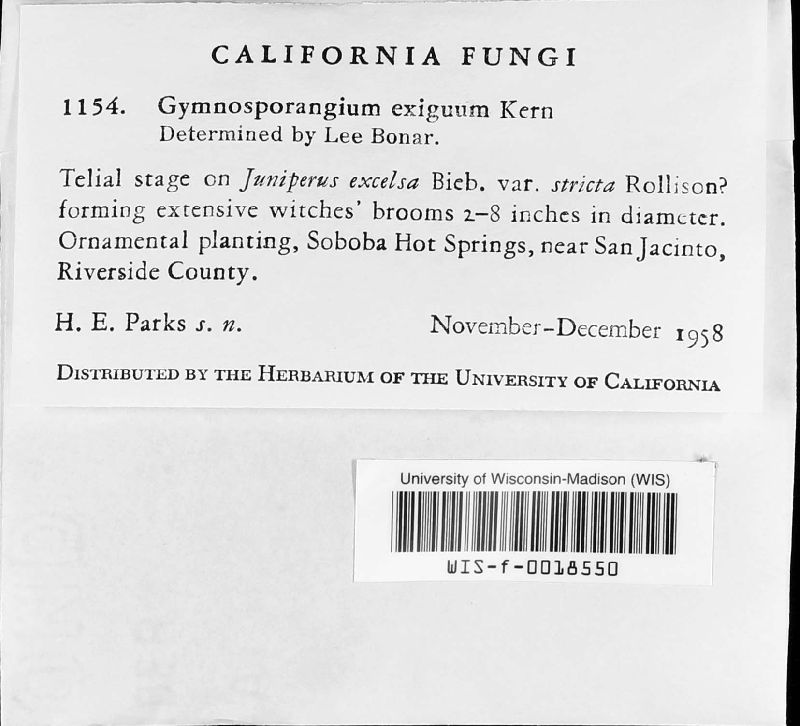 CALIFORNIA FUNGI
1154. Gymnosporangium exiguum Kern
Determined by Lee Bonar.
Telial stage on Juniperus excelsa Bieb. var. stricta Rollison?
forming extensive witches' brooms 2–8 inches in diameter.
Ornamental planting, Soboba Hot Springs, near San Jacinto,
Riverside County.
H. E. Parks s. n. November–December 1958
DISTRIBUTED BY THE HERBARIUM OF THE UNIVERSITY OF CALIFORNIA
University of Wisconsin-Madison (WIS)
WIS-f-0018550